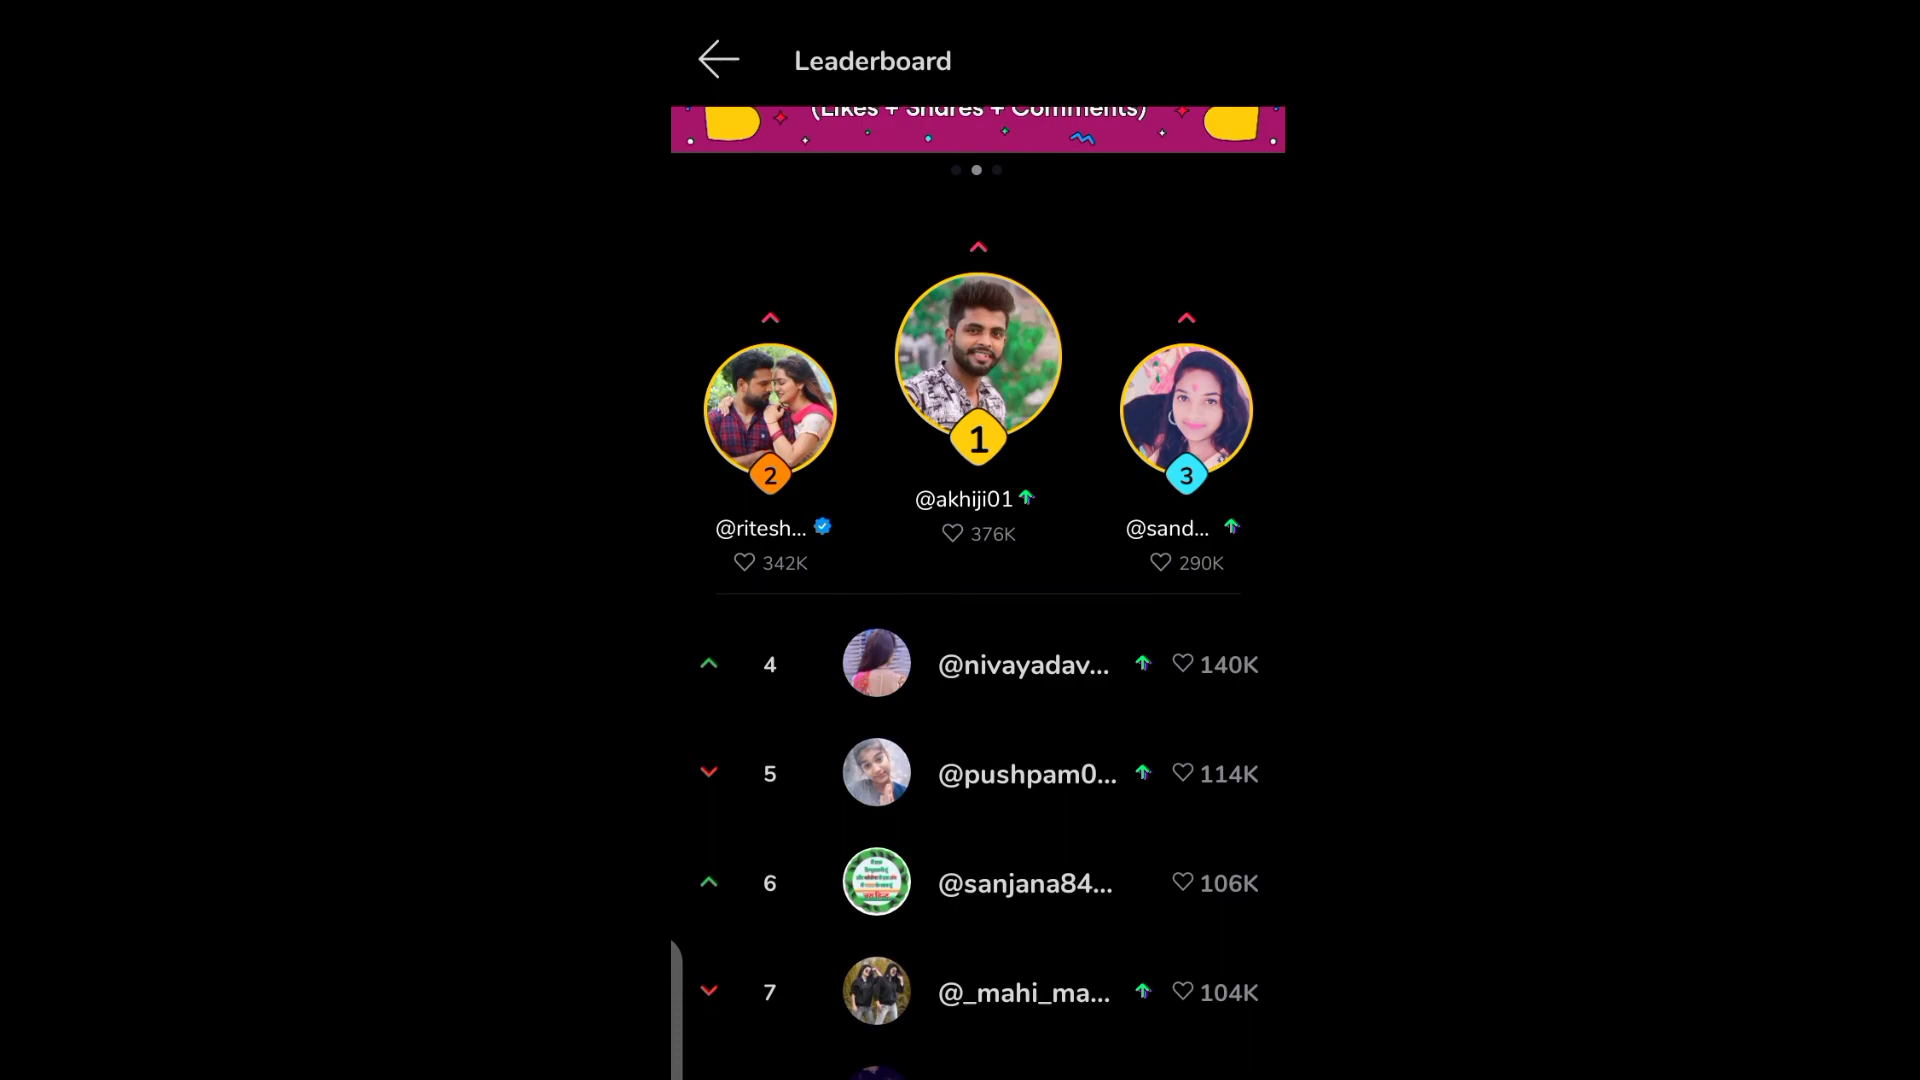 Leaderboard
(Likes + Shares + Comments)
1
2
3
@akhiji01
376K
@ritesh...
342K
@sand...
290K
4 @nivayadav... 140K
5 @pushpam0... 114K
6 @sanjana84... 106K
7 @_mahi_ma... 104K